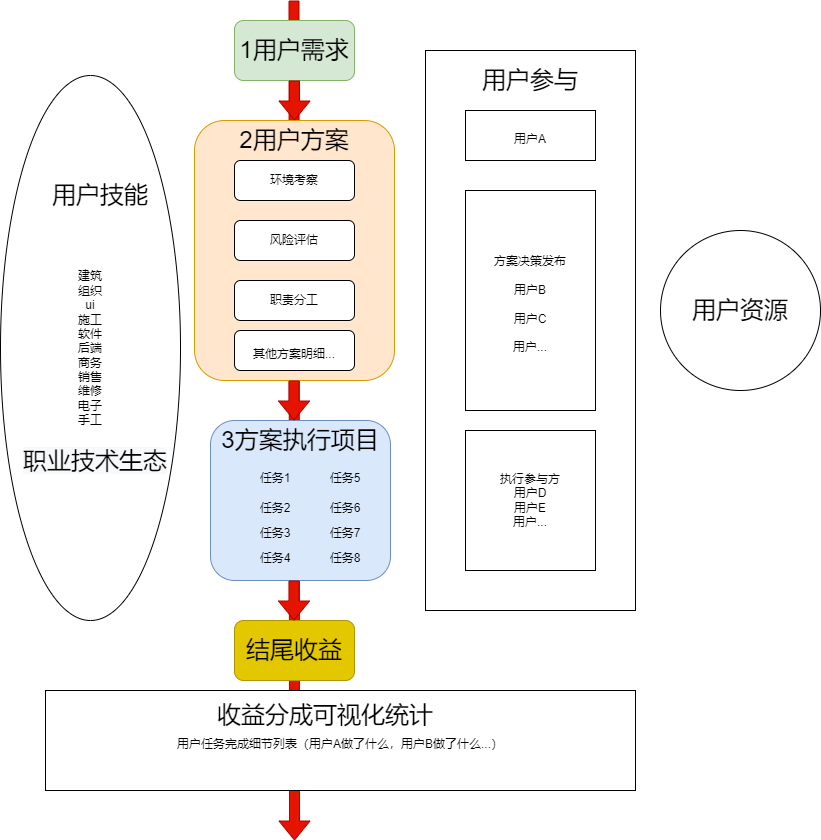 1用户需求
2用户方案
环境考察
风险评估
职责分工
其他方案明细...
3方案执行项目
任务1
任务5
任务2
任务6
任务3
任务7
任务4
任务8
结尾收益
收益分成可视化统计
用户任务完成细节列表（用户A做了什么，用户B做了什么...）
用户技能
建筑
组织
ui
施工
软件
后端
商务
销售
维修
电子
手工
职业技术生态
用户参与
用户A
方案决策发布
用户B
用户C
用户...
执行参与方
用户D
用户E
用户...
用户资源